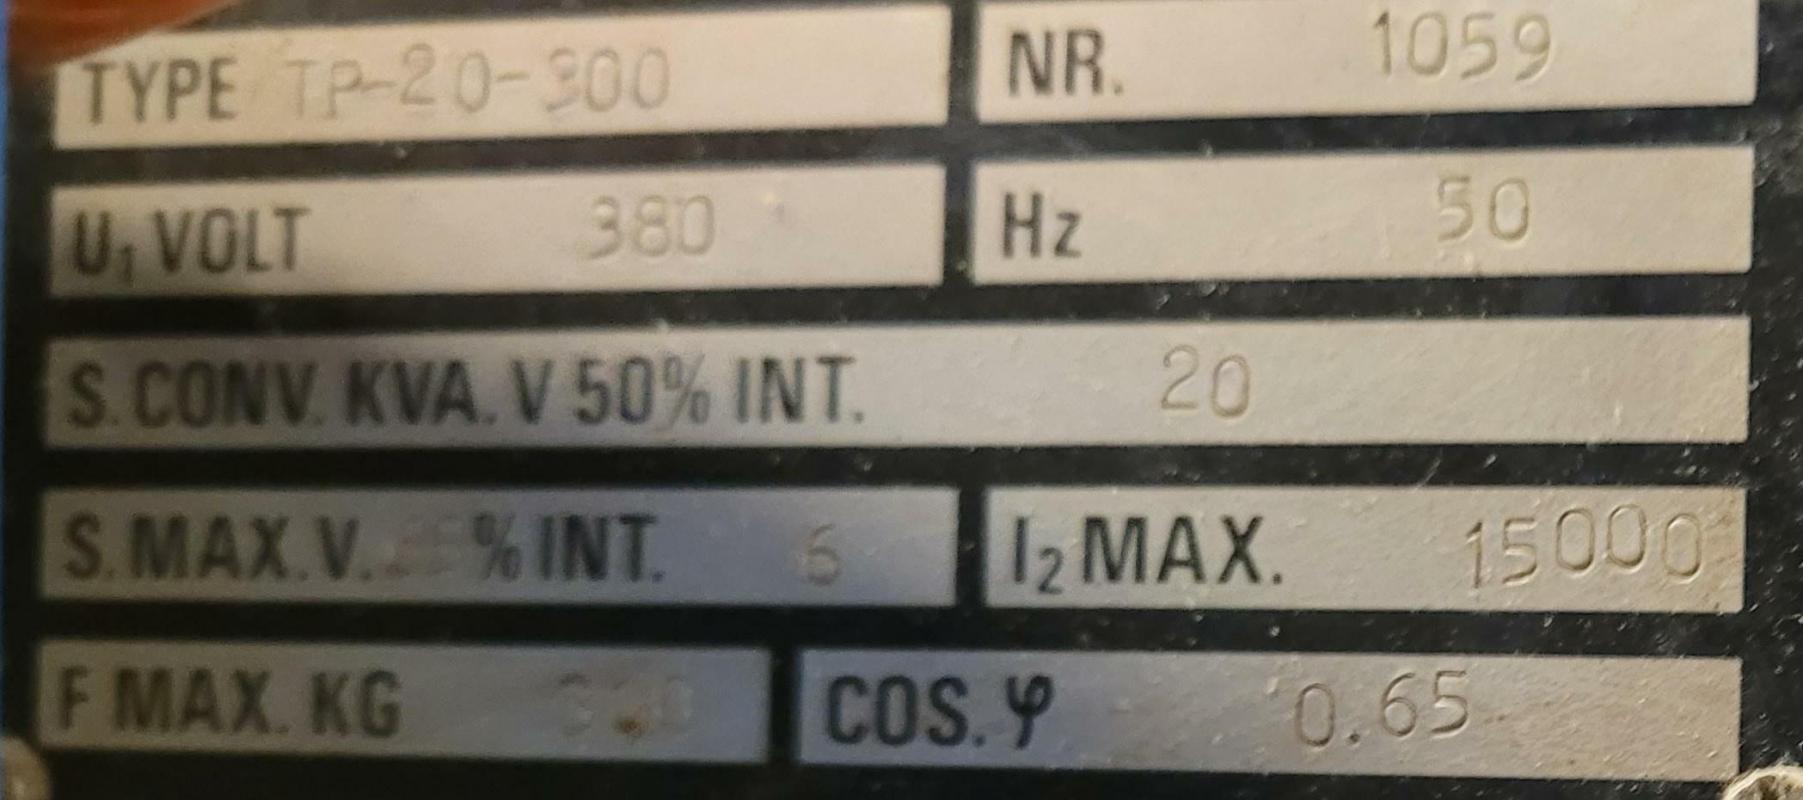 TYPE TP-20-300 NR. 1059
U₁ VOLT 380 Hz 50
S. CONV. KVA. V 50% INT. 20
S. MAX. V. % INT. 6 I₂ MAX. 15000
F MAX. KG COS. φ 0.65